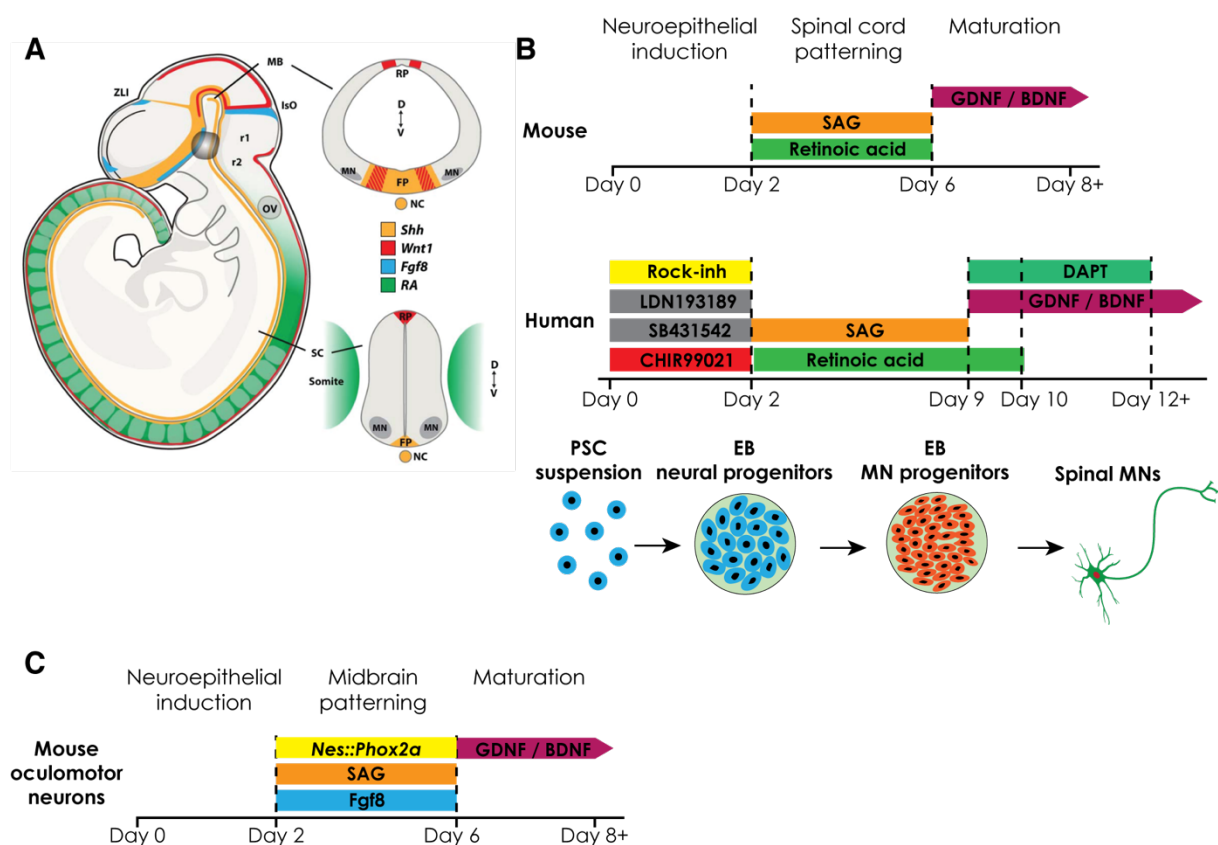 A
MB
ZLI
IsO
r1
r2
OV
SC
RP
D
V
MN
FP
MN
NC
Shh
Wnt1
Fgf8
RA
RP
Somite
D
V
MN
MN
FP
NC
B
Neuroepithelial induction
Spinal cord patterning
Maturation
Mouse
GDNF / BDNF
SAG
Retinoic acid
Day 0
Day 2
Day 6
Day 8+
Human
Rock-inh
DAPT
LDN193189
GDNF / BDNF
SB431542
SAG
CHIR99021
Retinoic acid
Day 0
Day 2
Day 9
Day 10
Day 12+
PSC suspension
EB neural progenitors
EB MN progenitors
Spinal MNs
C
Neuroepithelial induction
Midbrain patterning
Maturation
Mouse oculomotor neurons
Nes::Phox2a
GDNF / BDNF
SAG
Fgf8
Day 0
Day 2
Day 6
Day 8+